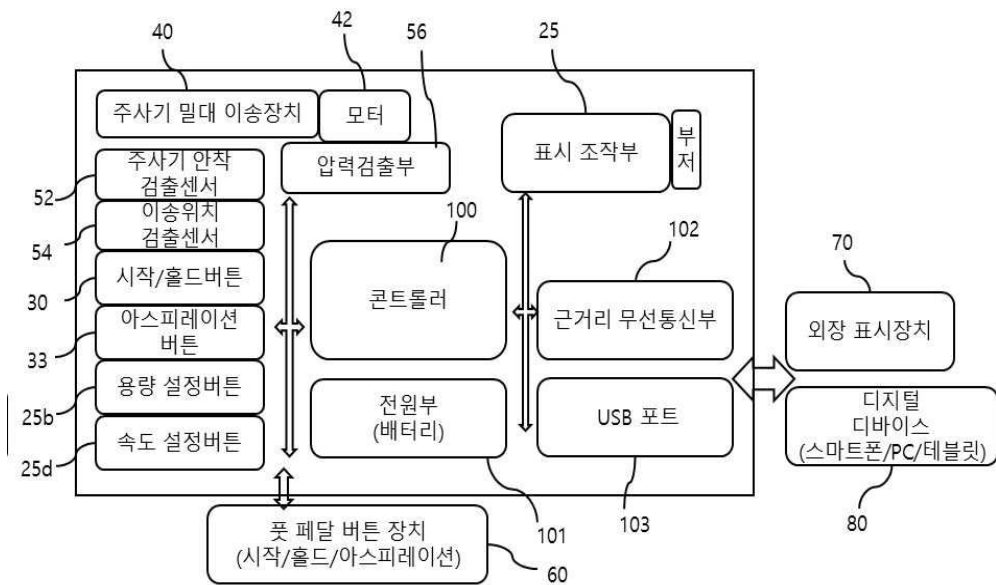 40
42
56
25
주사기 밀대 이송장치
모터
압력검출부
표시 조작부
부
저
주사기 안착
검출센서
52
이송위치
검출센서
54
시작/홀드버튼
30
아스피레이션
버튼
33
용량 설정버튼
25b
속도 설정버튼
25d
100
콘트롤러
전원부
(배터리)
101
102
근거리 무선통신부
USB 포트
103
70
외장 표시장치
디지털
디바이스
(스마트폰/PC/테블릿)
80
풋 페달 버튼 장치
(시작/홀드/아스피레이션)
60